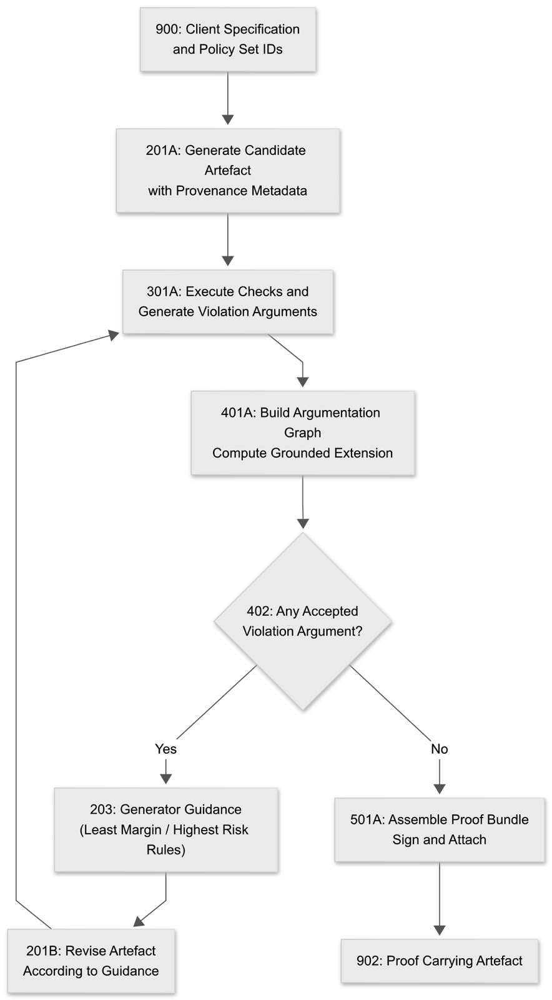 900: Client Specification
and Policy Set IDs
201A: Generate Candidate
Artefact
with Provenance Metadata
301A: Execute Checks and
Generate Violation Arguments
401A: Build Argumentation
Graph
Compute Grounded Extension
402: Any Accepted
Violation Argument?
Yes
No
203: Generator Guidance
(Least Margin / Highest Risk
Rules)
501A: Assemble Proof Bundle
Sign and Attach
201B: Revise Artefact
According to Guidance
902: Proof Carrying Artefact